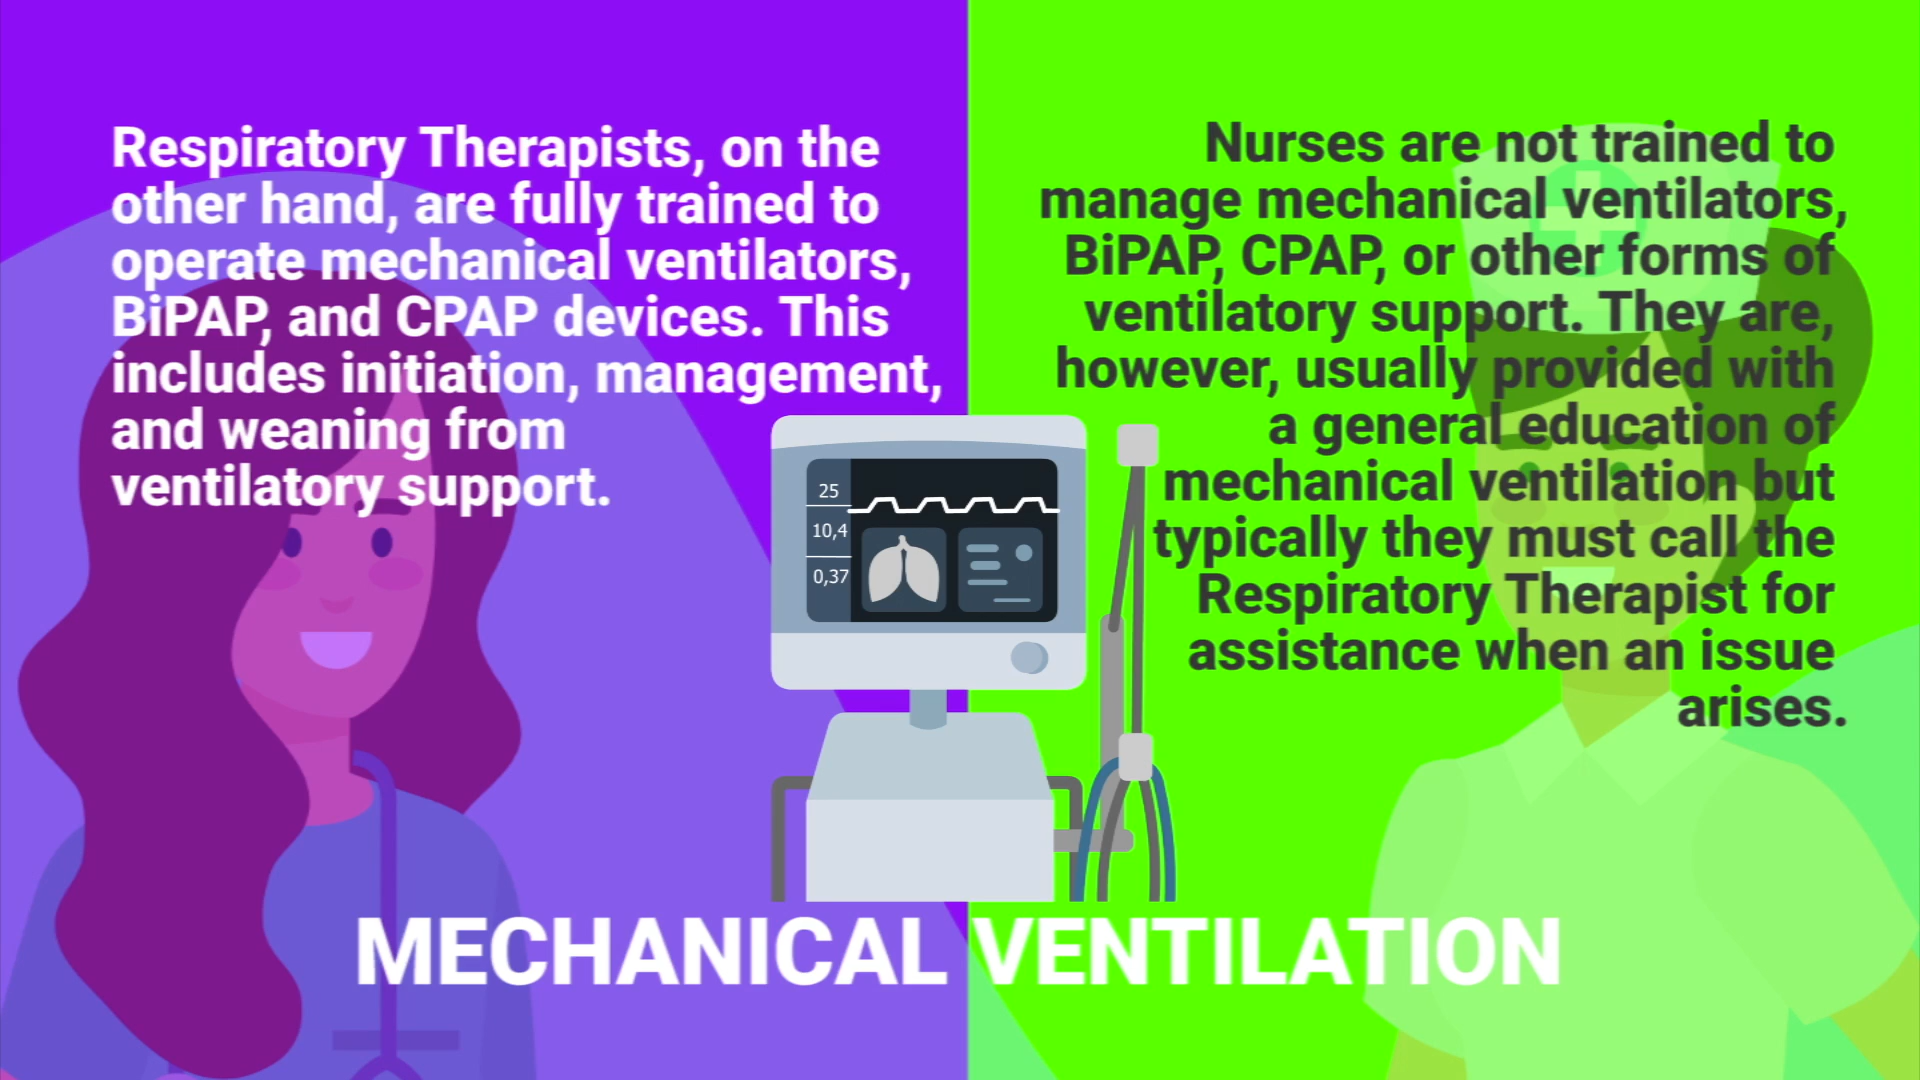 Respiratory Therapists, on the
other hand, are fully trained to
operate mechanical ventilators,
BiPAP, and CPAP devices. This
includes initiation, management,
and weaning from
ventilatory support.
Nurses are not trained to
manage mechanical ventilators,
BiPAP, CPAP, or other forms of
ventilatory support. They are,
however, usually provided with
a general education of
mechanical ventilation but
typically they must call the
Respiratory Therapist for
assistance when an issue
arises.
25
10,4
0,37
MECHANICAL VENTILATION